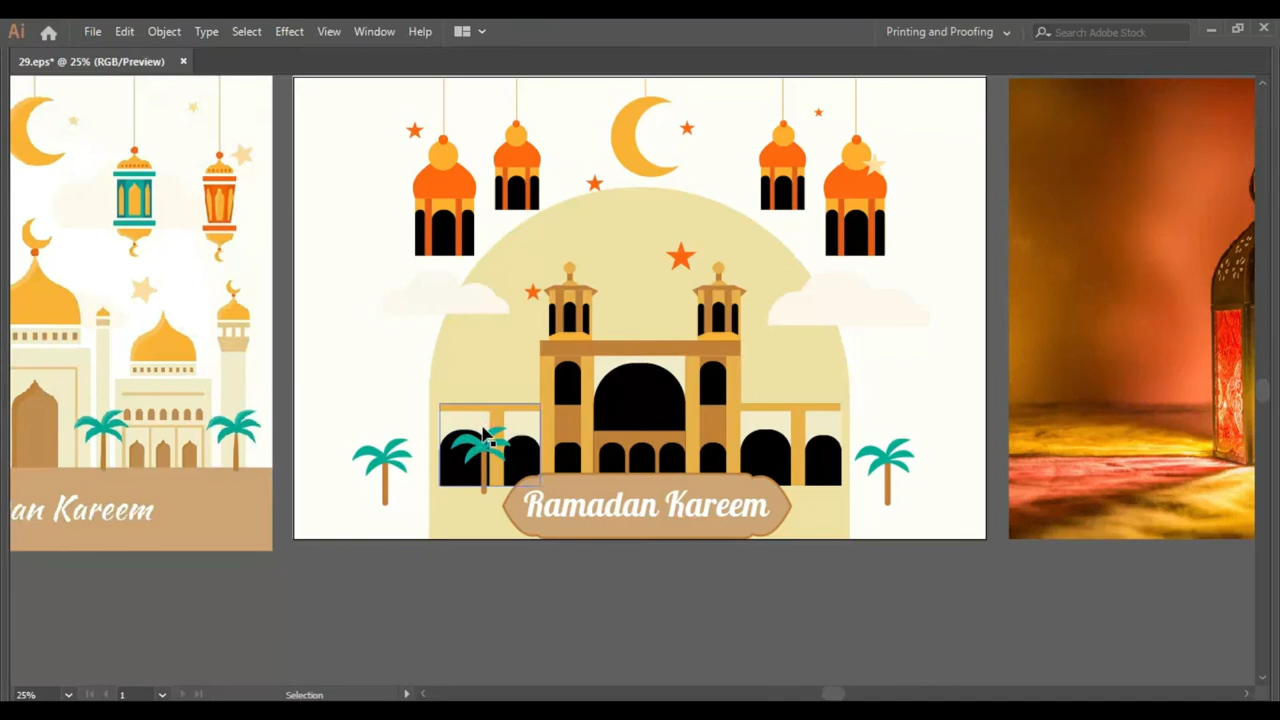 Ai File Edit Object Type Select Effect View Window Help Printing and Proofing Search Adobe Stock
29.eps* @ 25% (RGB/Preview) ×
an Kareem
Ramadan Kareem
25% 1 Selection